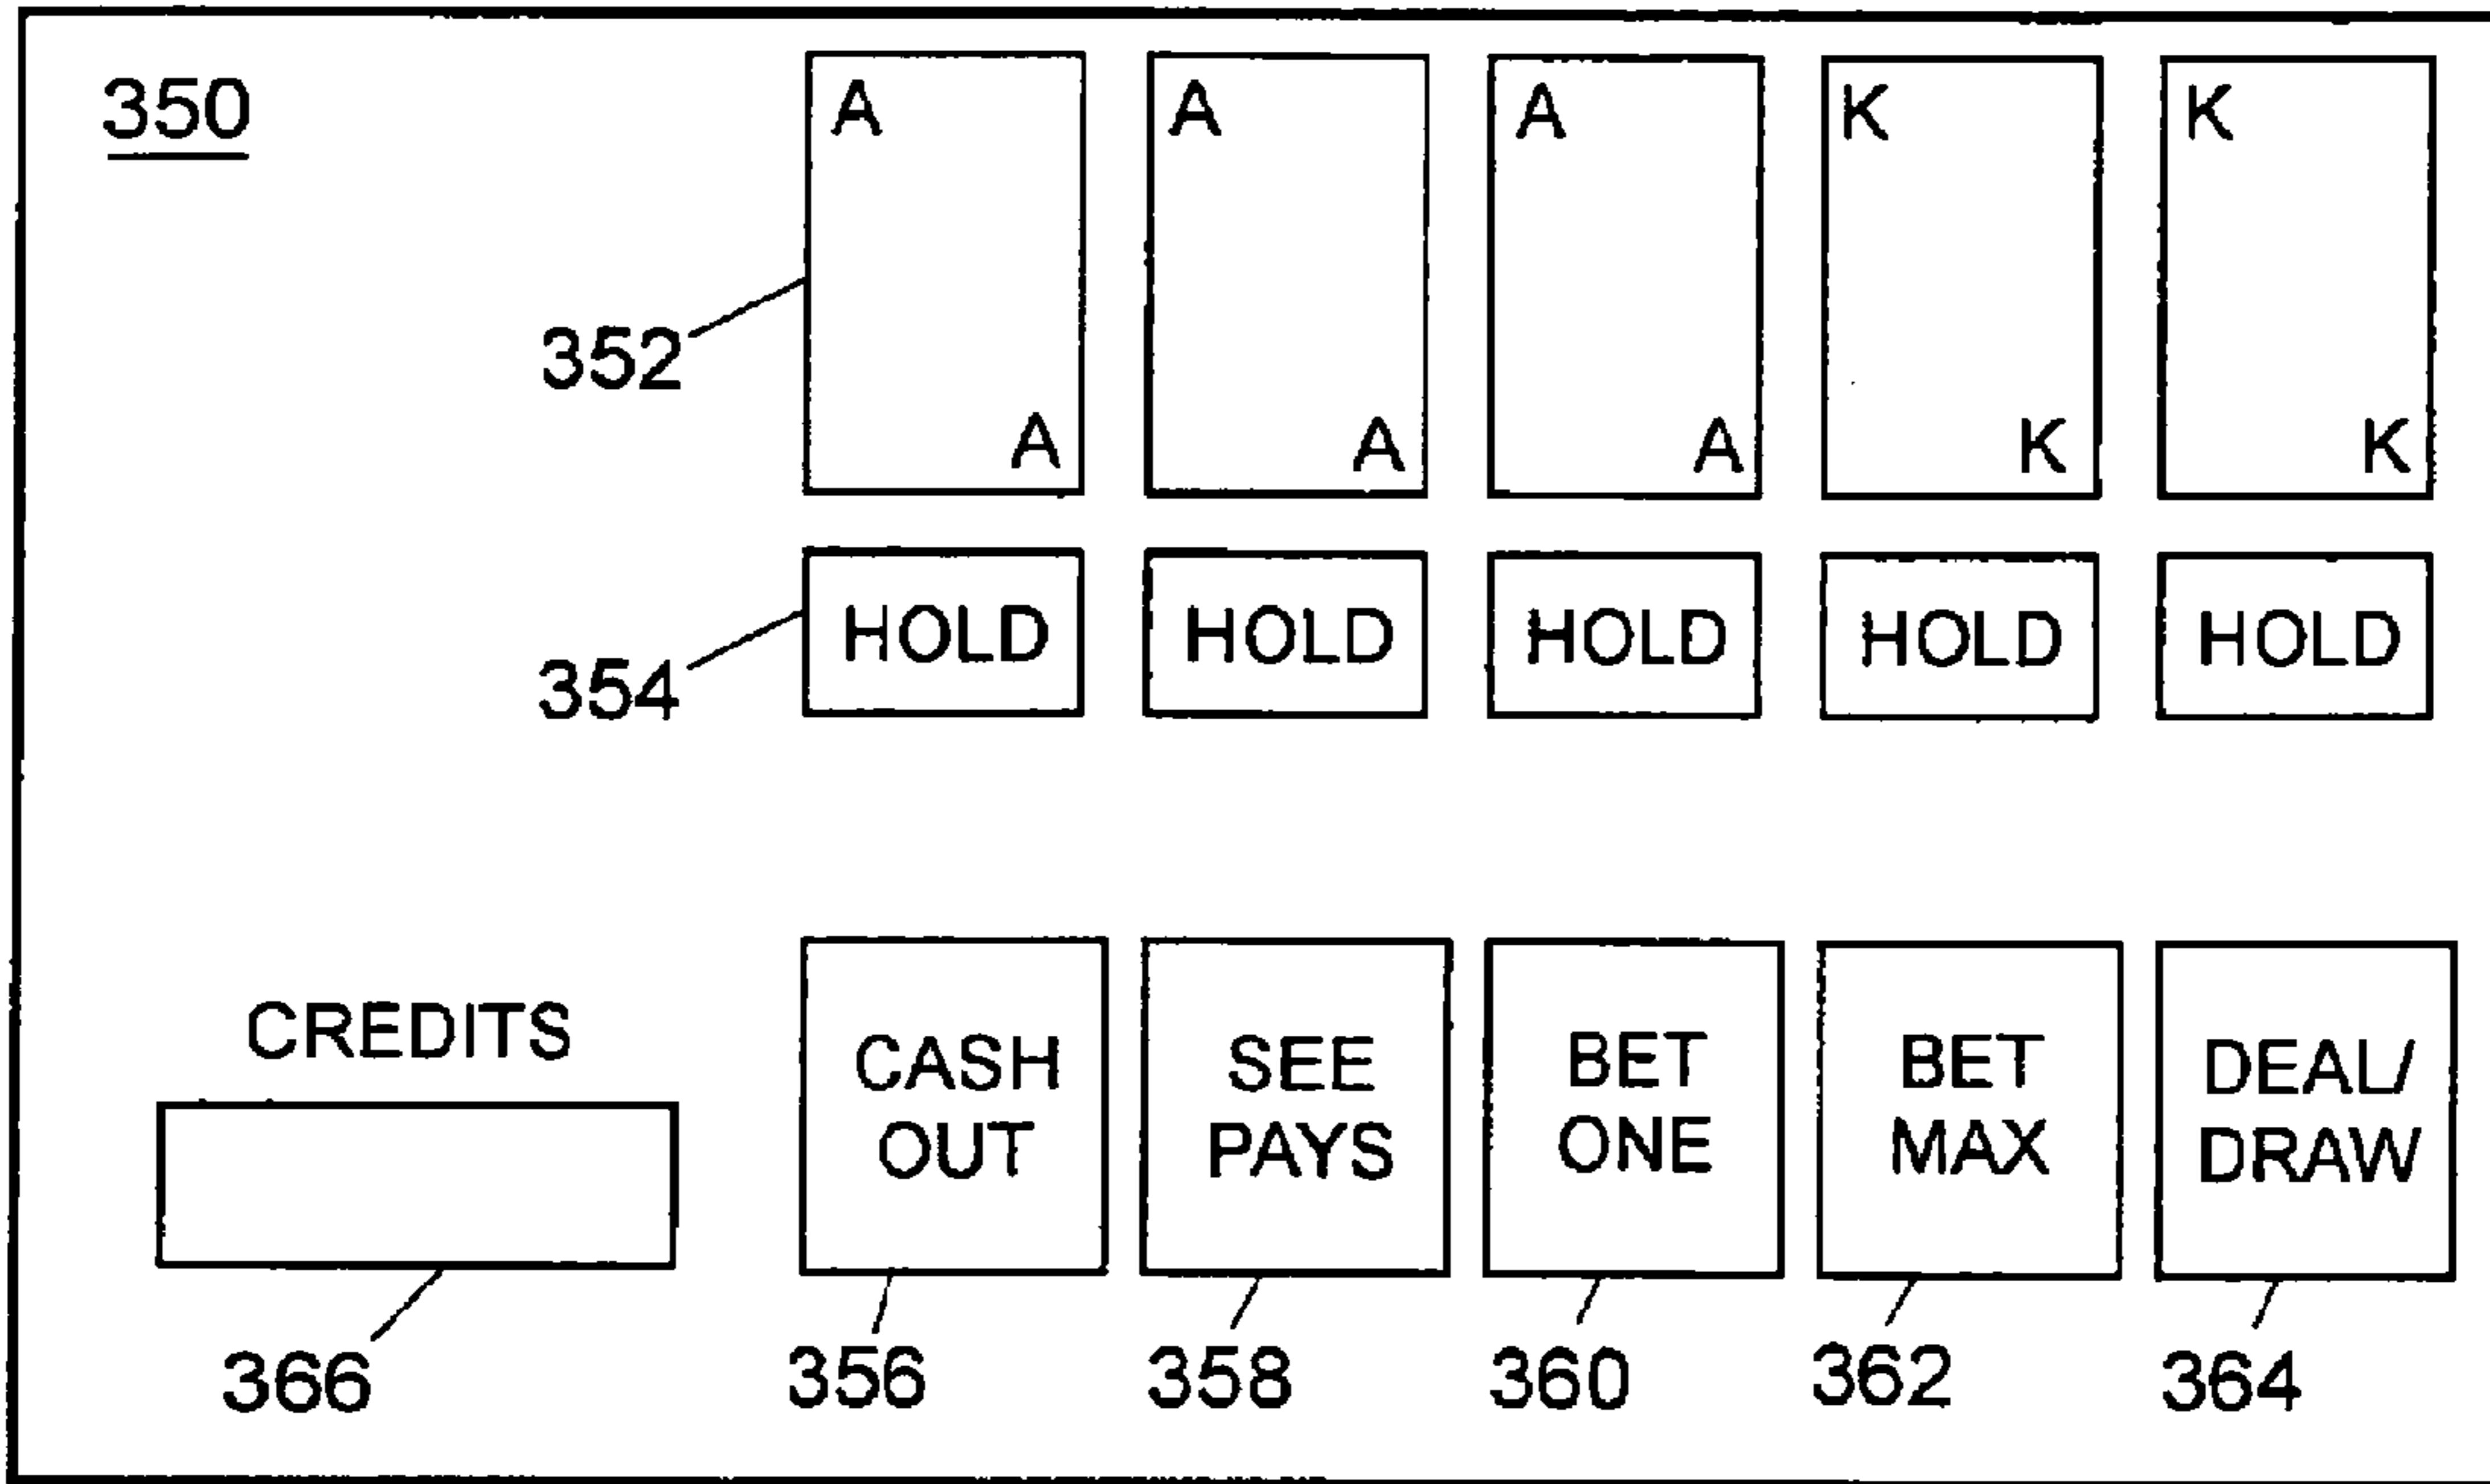 350
A A A K K
352
A A A K K
HOLD HOLD HOLD HOLD HOLD
354
CREDITS
CASH OUT
SEE PAYS
BET ONE
BET MAX
DEAL/ DRAW
366 356 358 360 362 364